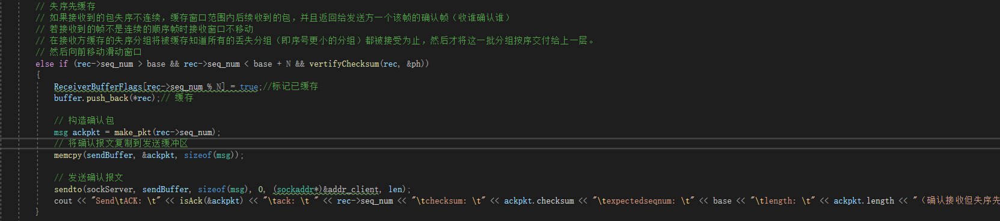 // 失序先缓存
// 如果接收到的包失序不连续，缓存窗口范围内后续收到的包，并且返回给发送方一个该帧的确认帧（收谁确认谁）
// 若接收到的帧不是连续的顺序帧时接收窗口不移动
// 在接收方缓存的失序分组将被缓存知道所有的丢失分组（即序号更小的分组）都被接受为止，然后才将这一批分组按序交付给上一层。
// 然后向前移动滑动窗口
else if (rec->seq_num > base && rec->seq_num < base + N && vertifyChecksum(rec, &ph))
{
ReceiverBufferFlags[rec->seq_num % N] = true;//标记已缓存
buffer.push_back(*rec);// 缓存
// 构造确认包
msg ackpkt = make_pkt(rec->seq_num);
// 将确认报文复制到发送缓冲区
memcpy(sendBuffer, &ackpkt, sizeof(msg));
// 发送确认报文
sendto(sockServer, sendBuffer, sizeof(msg), 0, (sockaddr*)&addr_client, len);
cout << "Send\tACK: \t" << isAck(&ackpkt) << "\tack: \t " << rec->seq_num << "\tchecksum: \t" << ackpkt.checksum << "\texpectedseqnum: \t" << base << "\tlength: \t" << ackpkt.length << "（确认接收但失序先
}